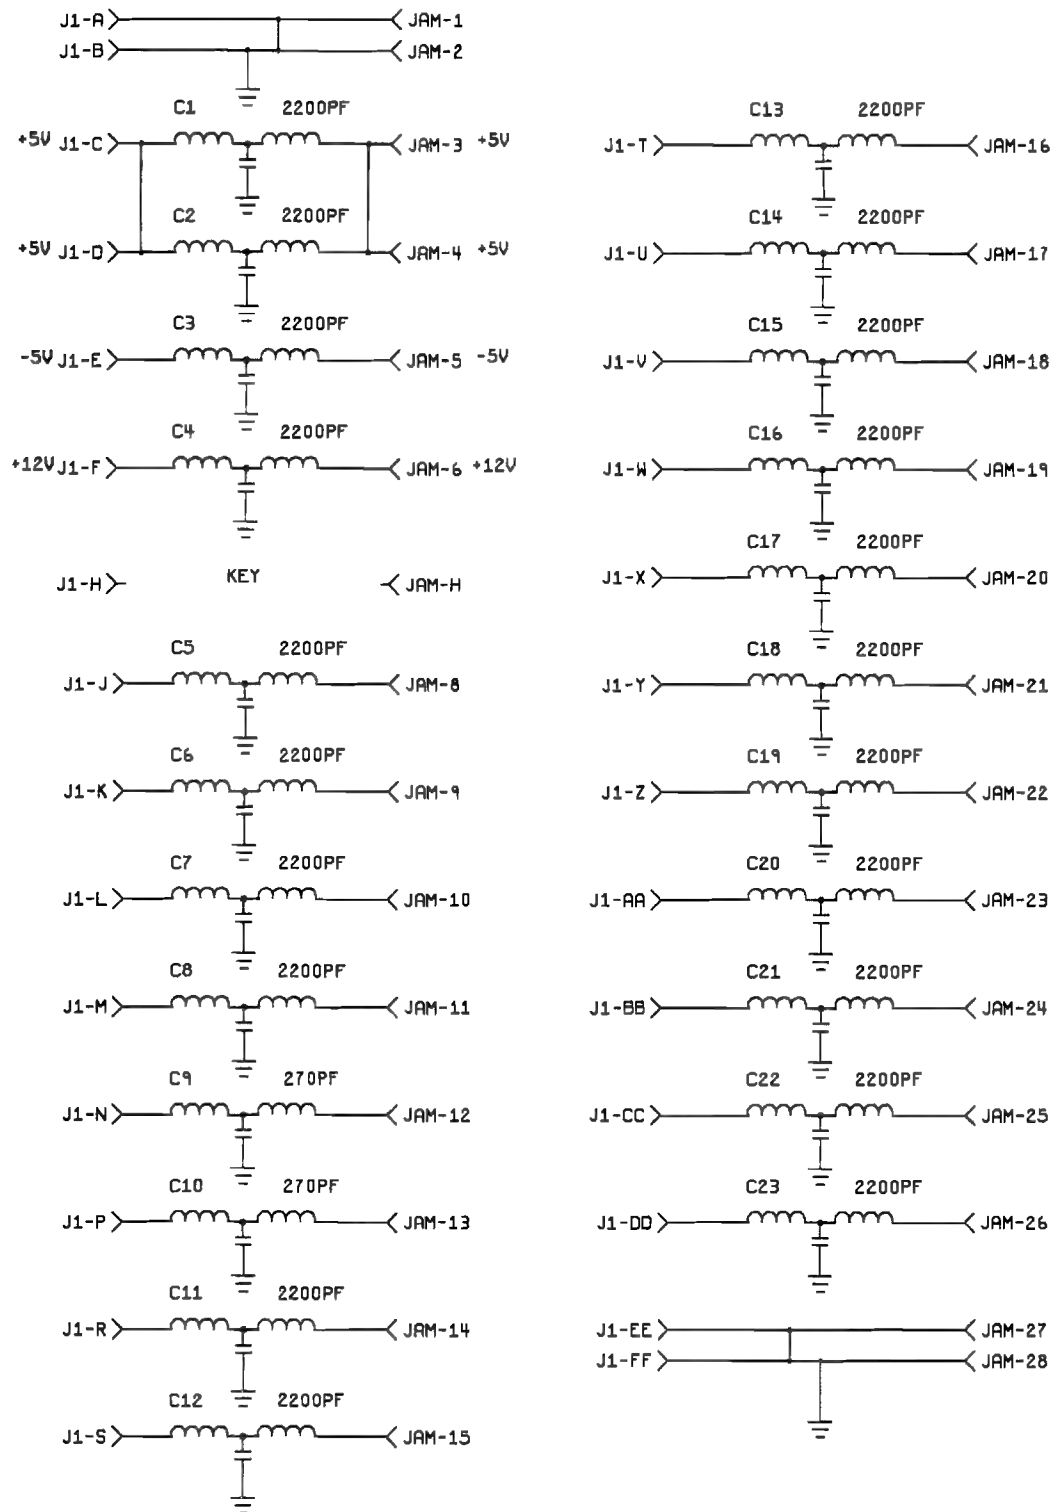 J1-A JAM-1
J1-B JAM-2
C1 2200PF
+5V J1-C JAM-3 +5V
C2 2200PF
+5V J1-D JAM-4 +5V
C3 2200PF
-5V J1-E JAM-5 -5V
C4 2200PF
+12V J1-F JAM-6 +12V
KEY
J1-H JAM-H
C5 2200PF
J1-J JAM-8
C6 2200PF
J1-K JAM-9
C7 2200PF
J1-L JAM-10
C8 2200PF
J1-M JAM-11
C9 270PF
J1-N JAM-12
C10 270PF
J1-P JAM-13
C11 2200PF
J1-R JAM-14
C12 2200PF
J1-S JAM-15
C13 2200PF
J1-T JAM-16
C14 2200PF
J1-U JAM-17
C15 2200PF
J1-V JAM-18
C16 2200PF
J1-W JAM-19
C17 2200PF
J1-X JAM-20
C18 2200PF
J1-Y JAM-21
C19 2200PF
J1-Z JAM-22
C20 2200PF
J1-AA JAM-23
C21 2200PF
J1-BB JAM-24
C22 2200PF
J1-CC JAM-25
C23 2200PF
J1-DD JAM-26
J1-EE JAM-27
J1-FF JAM-28